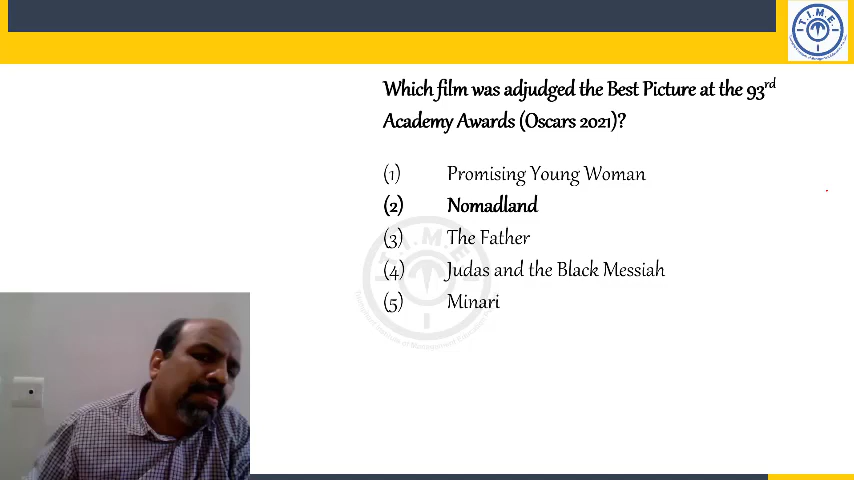 T.I.M.E.
Which film was adjudged the Best Picture at the 93rd
Academy Awards (Oscars 2021)?
(1) Promising Young Woman
(2) Nomadland
(3) The Father
(4) Judas and the Black Messiah
(5) Minari
T.I.M.E.